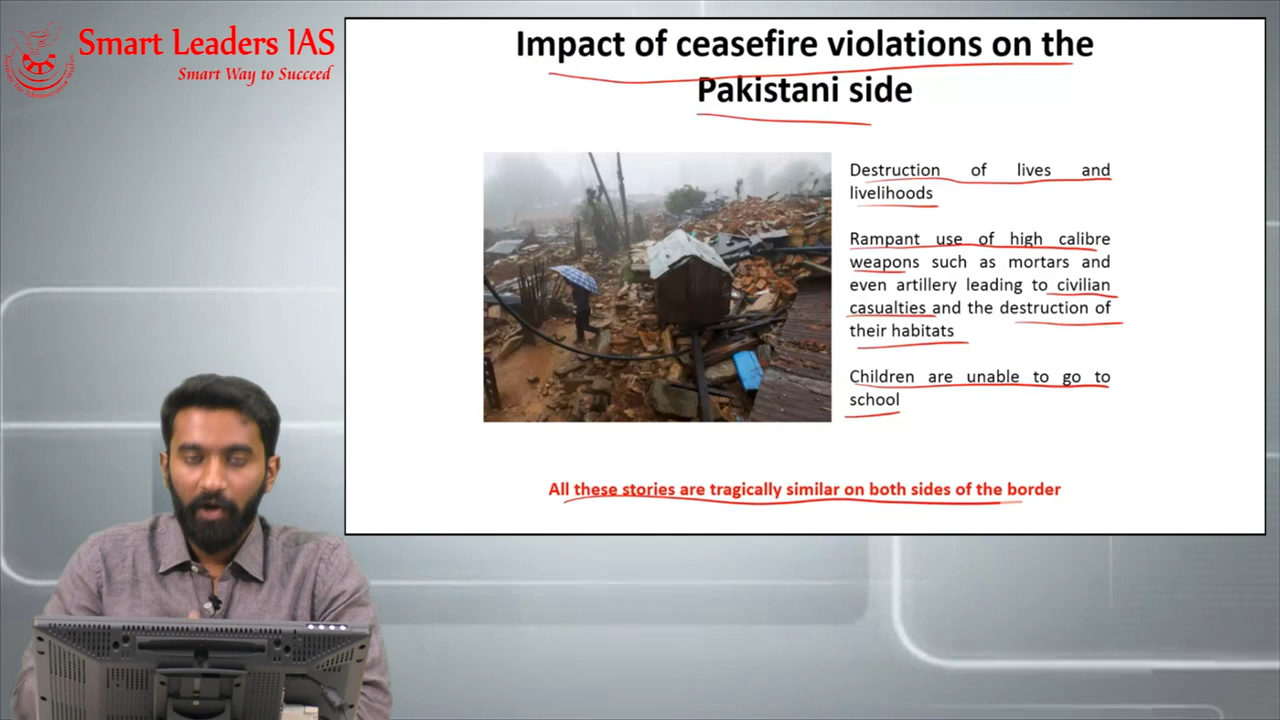 Smart Leaders IAS
Smart Way to Succeed
Impact of ceasefire violations on the
Pakistani side
Destruction of lives and
livelihoods
Rampant use of high calibre
weapons such as mortars and
even artillery leading to civilian
casualties and the destruction of
their habitats
Children are unable to go to
school
All these stories are tragically similar on both sides of the border